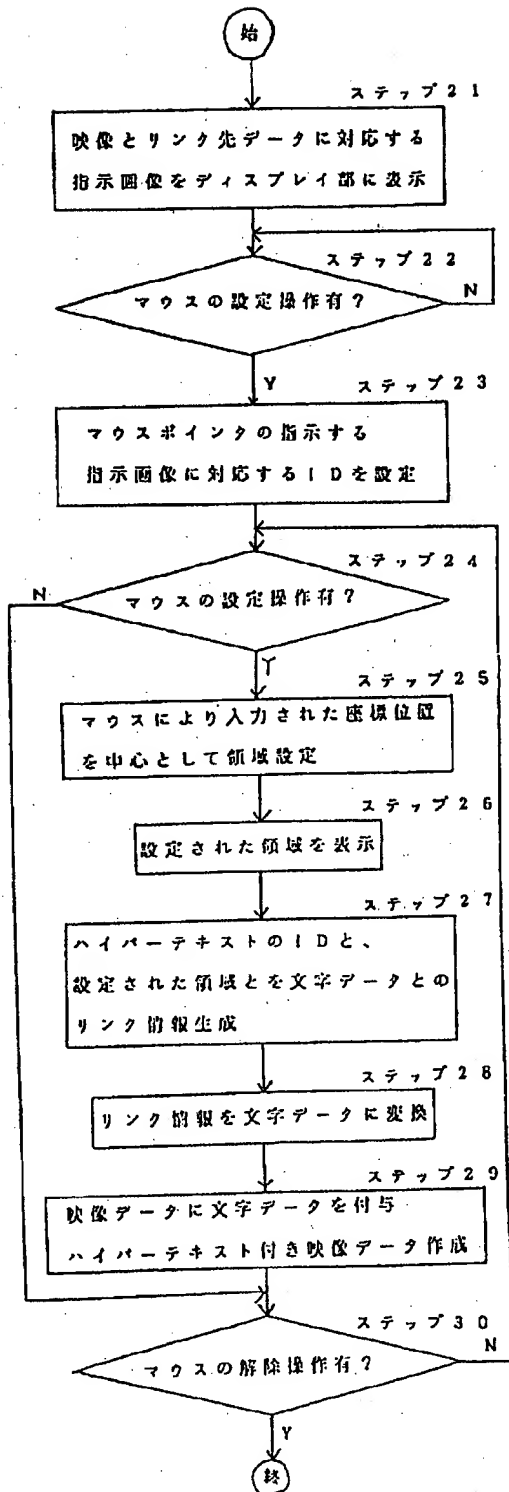 始
ステップ21
映像とリンク先データに対応する
指示画像をディスプレイ部に表示
ステップ22
マウスの設定操作有?
N
Y
ステップ23
マウスポインタの指示する
指示画像に対応するIDを設定
ステップ24
N
マウスの設定操作有?
Y
ステップ25
マウスにより入力された座標位置
を中心として領域設定
ステップ26
設定された領域を表示
ステップ27
ハイパーテキストのIDと、
設定された領域とを文字データとの
リンク情報生成
ステップ28
リンク情報を文字データに変換
ステップ29
映像データに文字データを付与
ハイパーテキスト付き映像データ作成
ステップ30
マウスの解除操作有?
N
Y
終